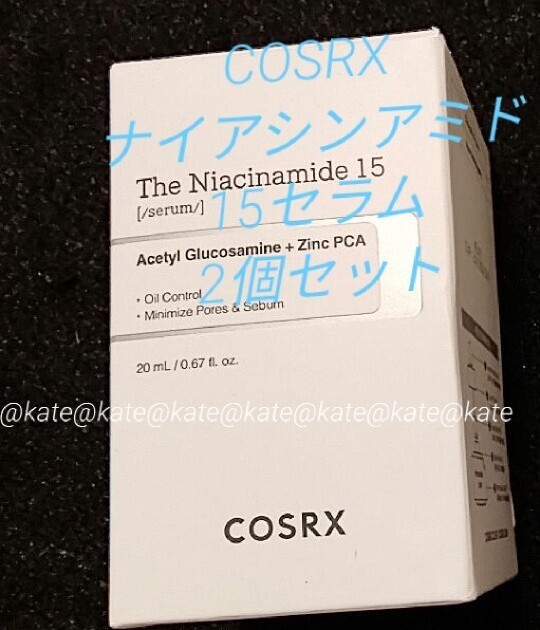 COSRX
ナイアシンアミド
15セラム
2個セット
The Niacinamide 15
[/serum/]
Acetyl Glucosamine + Zinc PCA
• Oil Control
• Minimize Pores & Sebum
20 mL / 0.67 fl. oz.
@kate@kate@kate@kate@kate@kate@kate
COSRX